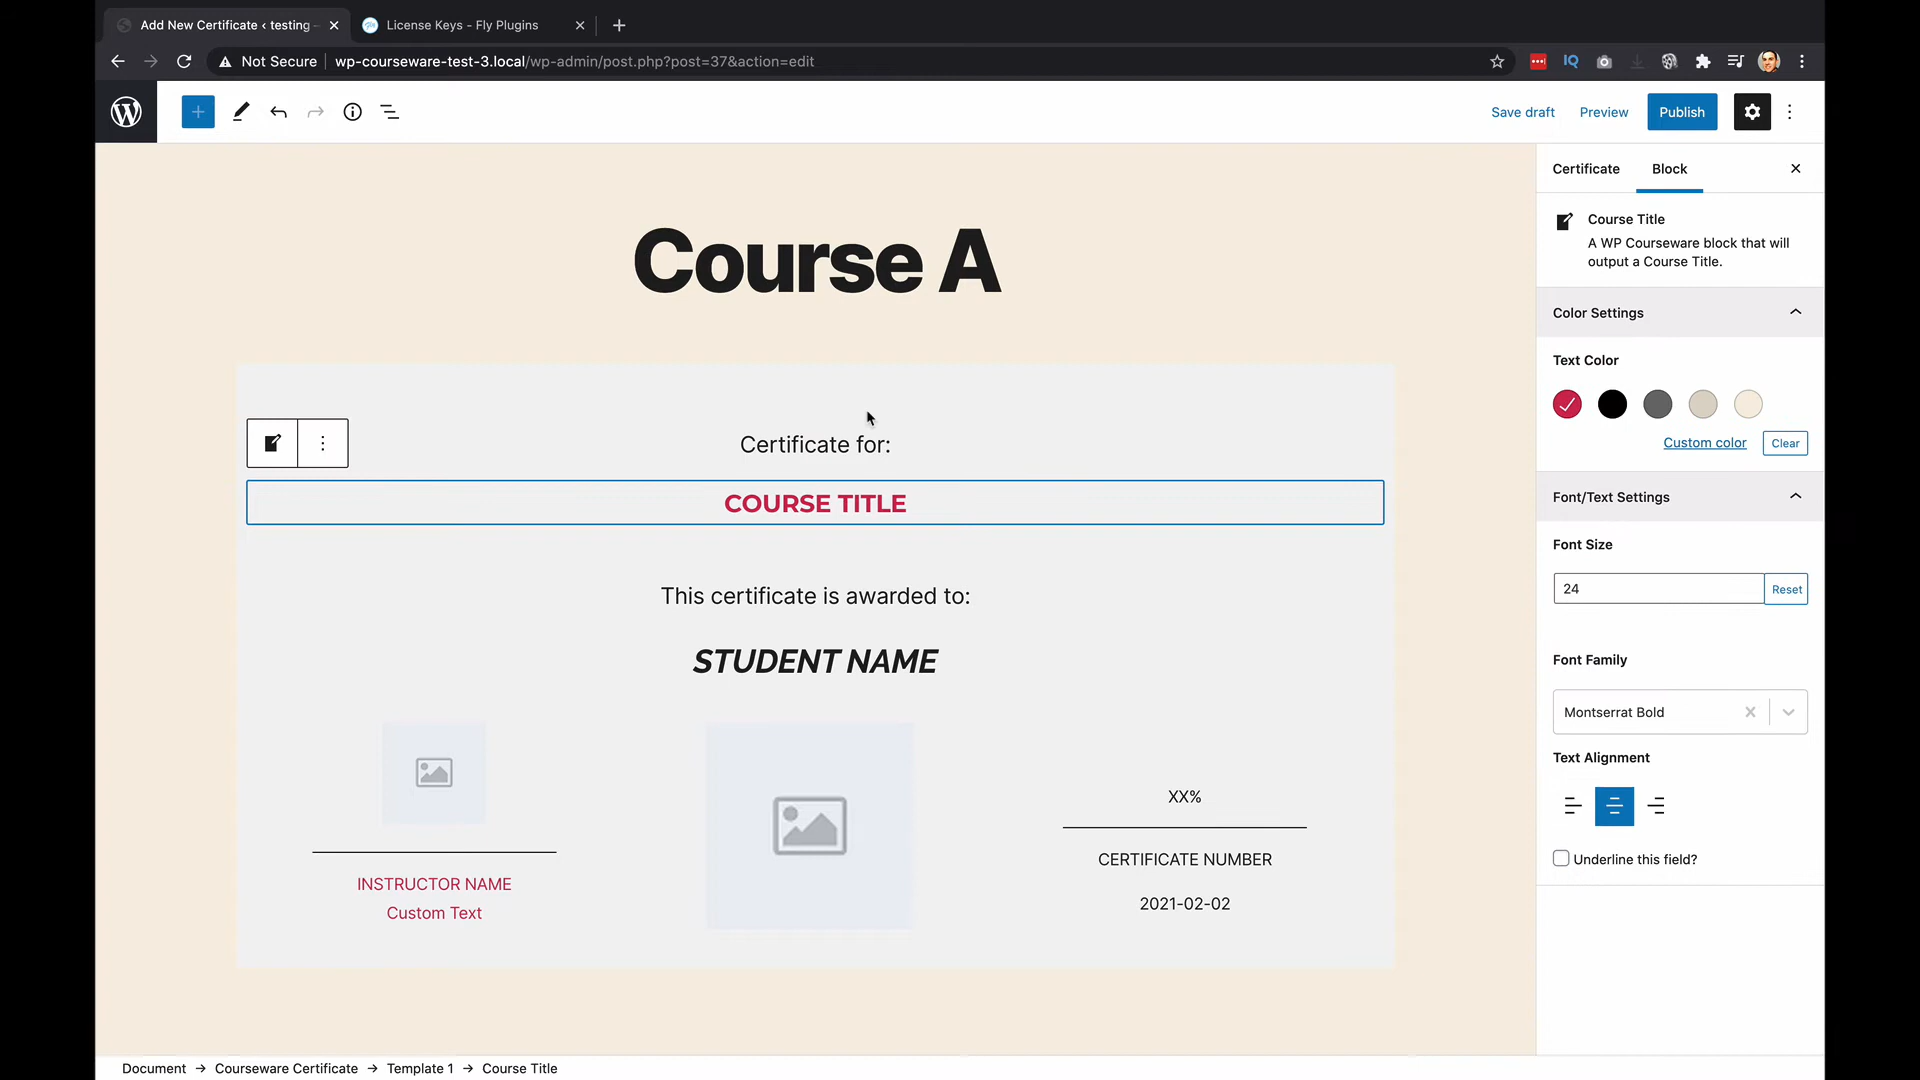 Add New Certificate ‹ testing
License Keys - Fly Plugins
Not Secure
wp-courseware-test-3.local/wp-admin/post.php?post=37&action=edit
IQ
Save draft
Preview
Publish
Course A
Certificate
Block
Course Title
A WP Courseware block that will
output a Course Title.
Color Settings
Text Color
Custom color
Clear
Certificate for:
COURSE TITLE
Font/Text Settings
Font Size
24
Reset
This certificate is awarded to:
STUDENT NAME
Font Family
Montserrat Bold
Text Alignment
Underline this field?
XX%
CERTIFICATE NUMBER
2021-02-02
INSTRUCTOR NAME
Custom Text
Document → Courseware Certificate → Template 1 → Course Title